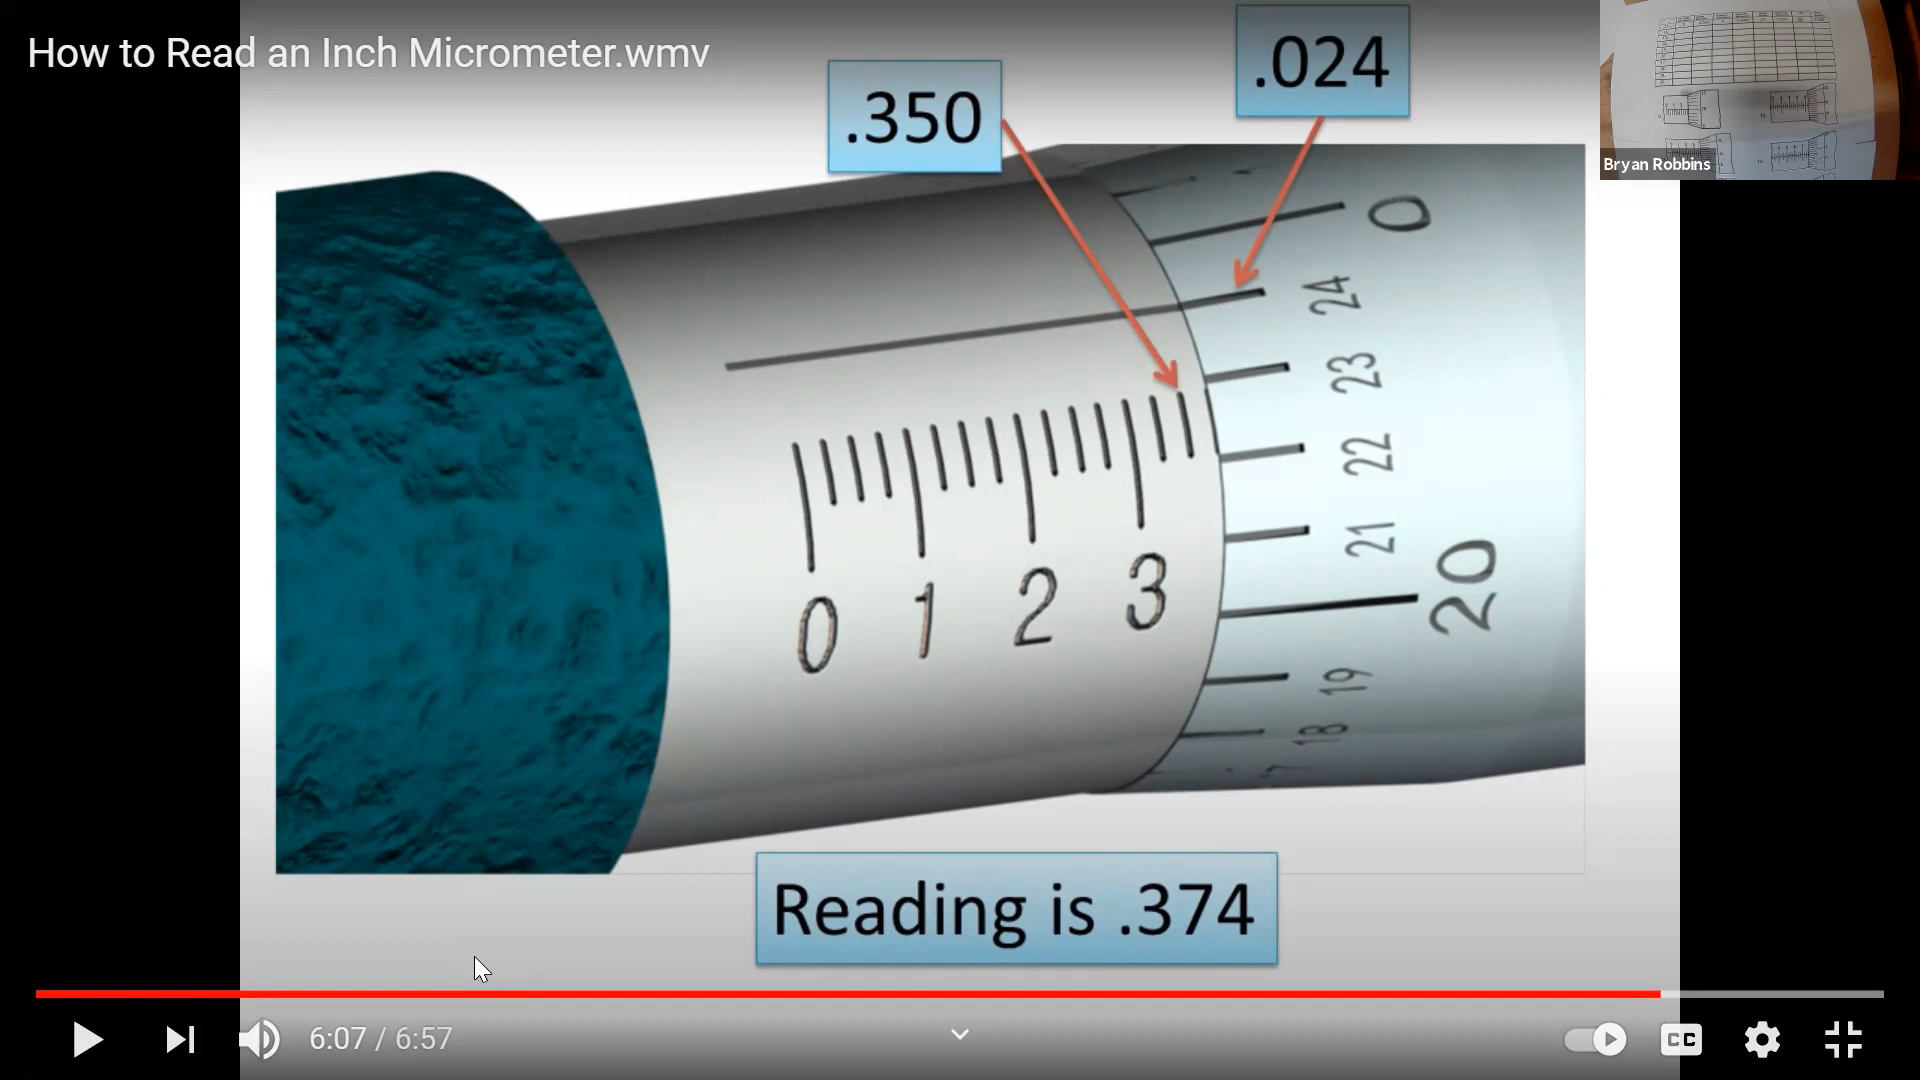 How to Read an Inch Micrometer.wmv
.350
.024
0
24
23
22
21
20
19
18
0 1 2 3
Reading is .374
Bryan Robbins
6:07 / 6:57
CC